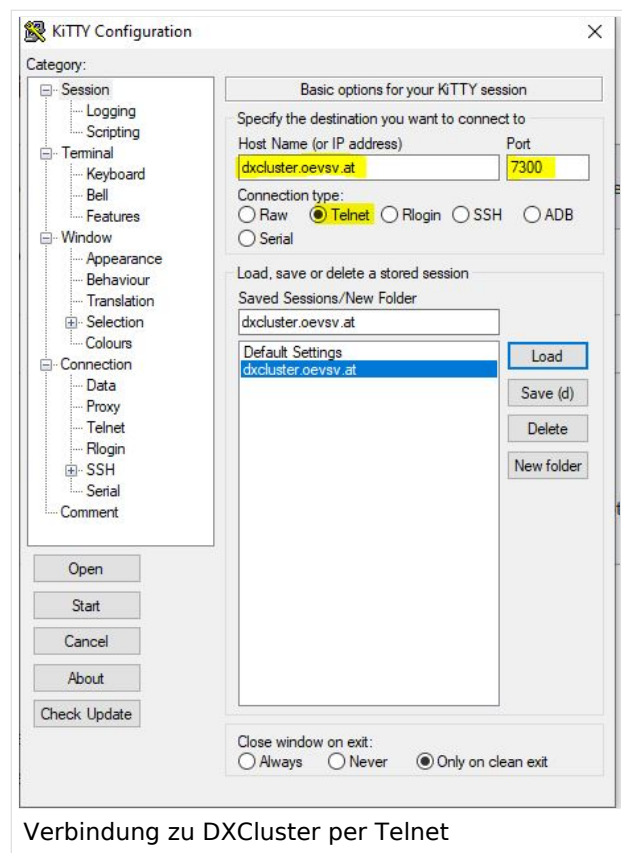 KiTTY Configuration
Category:
Session
Logging
Scripting
Terminal
Keyboard
Bell
Features
Window
Appearance
Behaviour
Translation
Selection
Colours
Connection
Data
Proxy
Telnet
Rlogin
SSH
Serial
Comment
Open
Start
Cancel
About
Check Update
Basic options for your KiTTY session
Specify the destination you want to connect to
Host Name (or IP address) Port
dxcluster.oevsv.at 7300
Connection type:
Raw Telnet Rlogin SSH ADB
Serial
Load, save or delete a stored session
Saved Sessions/New Folder
dxcluster.oevsv.at
Default Settings
dxcluster.oevsv.at
Load
Save (d)
Delete
New folder
Close window on exit:
Always Never Only on clean exit
Verbindung zu DXCluster per Telnet